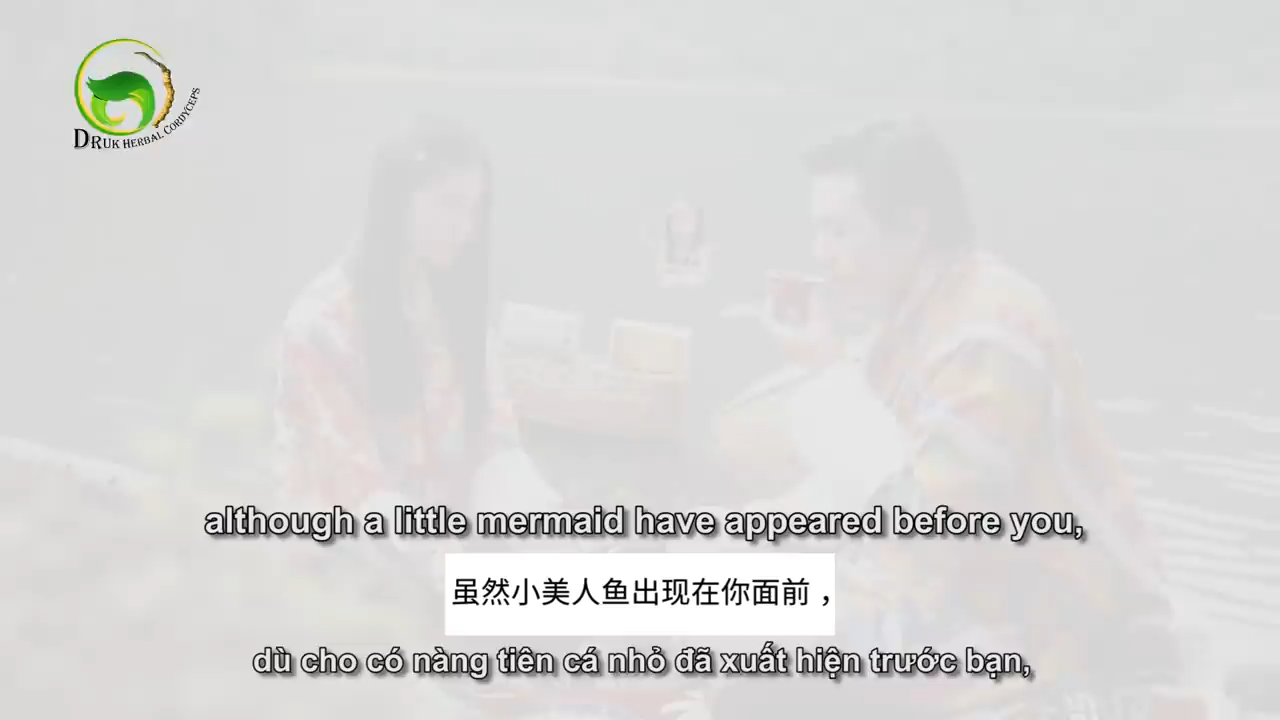 DRUK HERBAL CORDYCEPS
although a little mermaid have appeared before you,
虽然小美人鱼出现在你面前，
dù cho có nàng tiên cá nhỏ đã xuất hiện trước bạn,